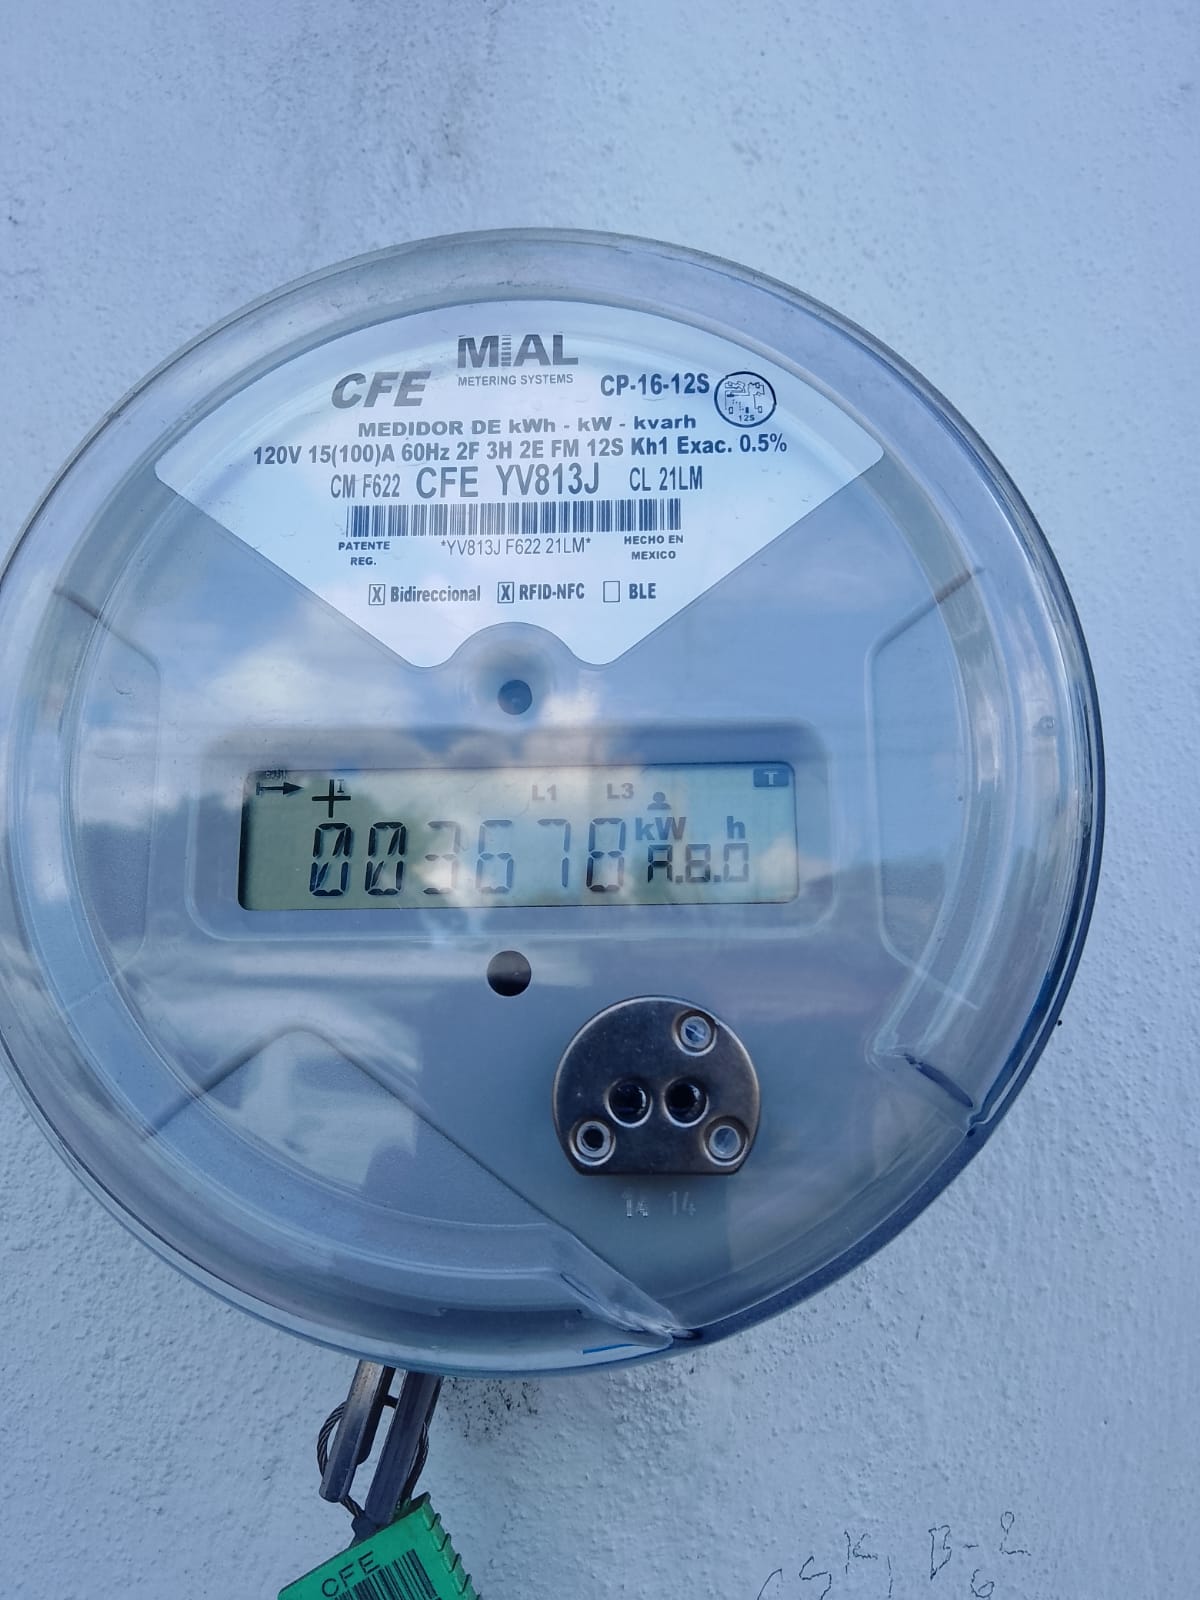 MIAL
METERING SYSTEMS
CFE
CP-16-12S
12S
MEDIDOR DE kWh - kW - kvarh
120V 15(100)A 60Hz 2F 3H 2E FM 12S Kh1 Exac. 0.5%
CM F622 CFE YV813J CL 21LM
PATENTE REG.
*YV813J F622 21LM*
HECHO EN MEXICO
X Bidireccional X RFID-NFC BLE
L1 L3 T
003678 kW h
A.B.0
14 14
CFE